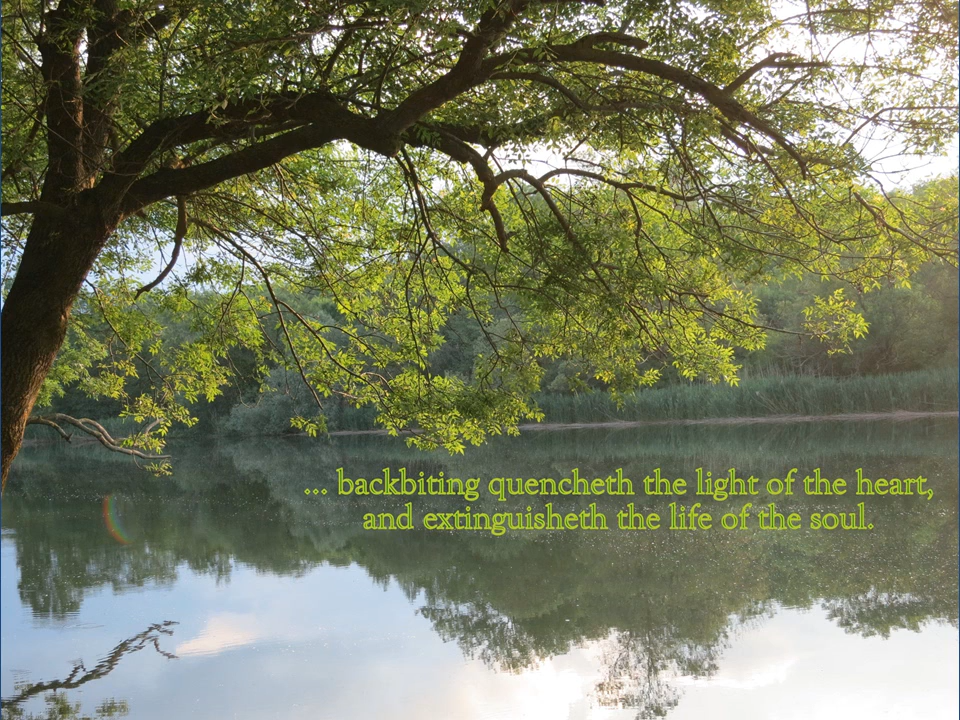 ... backbiting quencheth the light of the heart,
and extinguisheth the life of the soul.